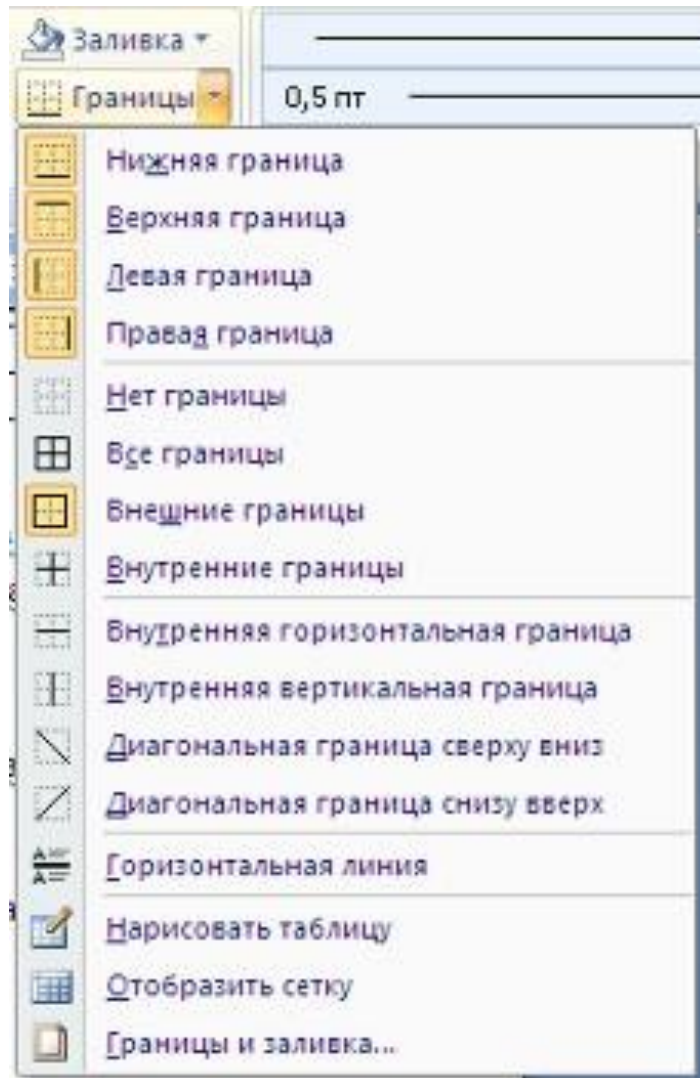 Заливка
Границы
0,5 пт
Нижняя граница
Верхняя граница
Левая граница
Правая граница
Нет границы
Все границы
Внешние границы
Внутренние границы
Внутренняя горизонтальная граница
Внутренняя вертикальная граница
Диагональная граница сверху вниз
Диагональная граница снизу вверх
Горизонтальная линия
Нарисовать таблицу
Отобразить сетку
Границы и заливка...